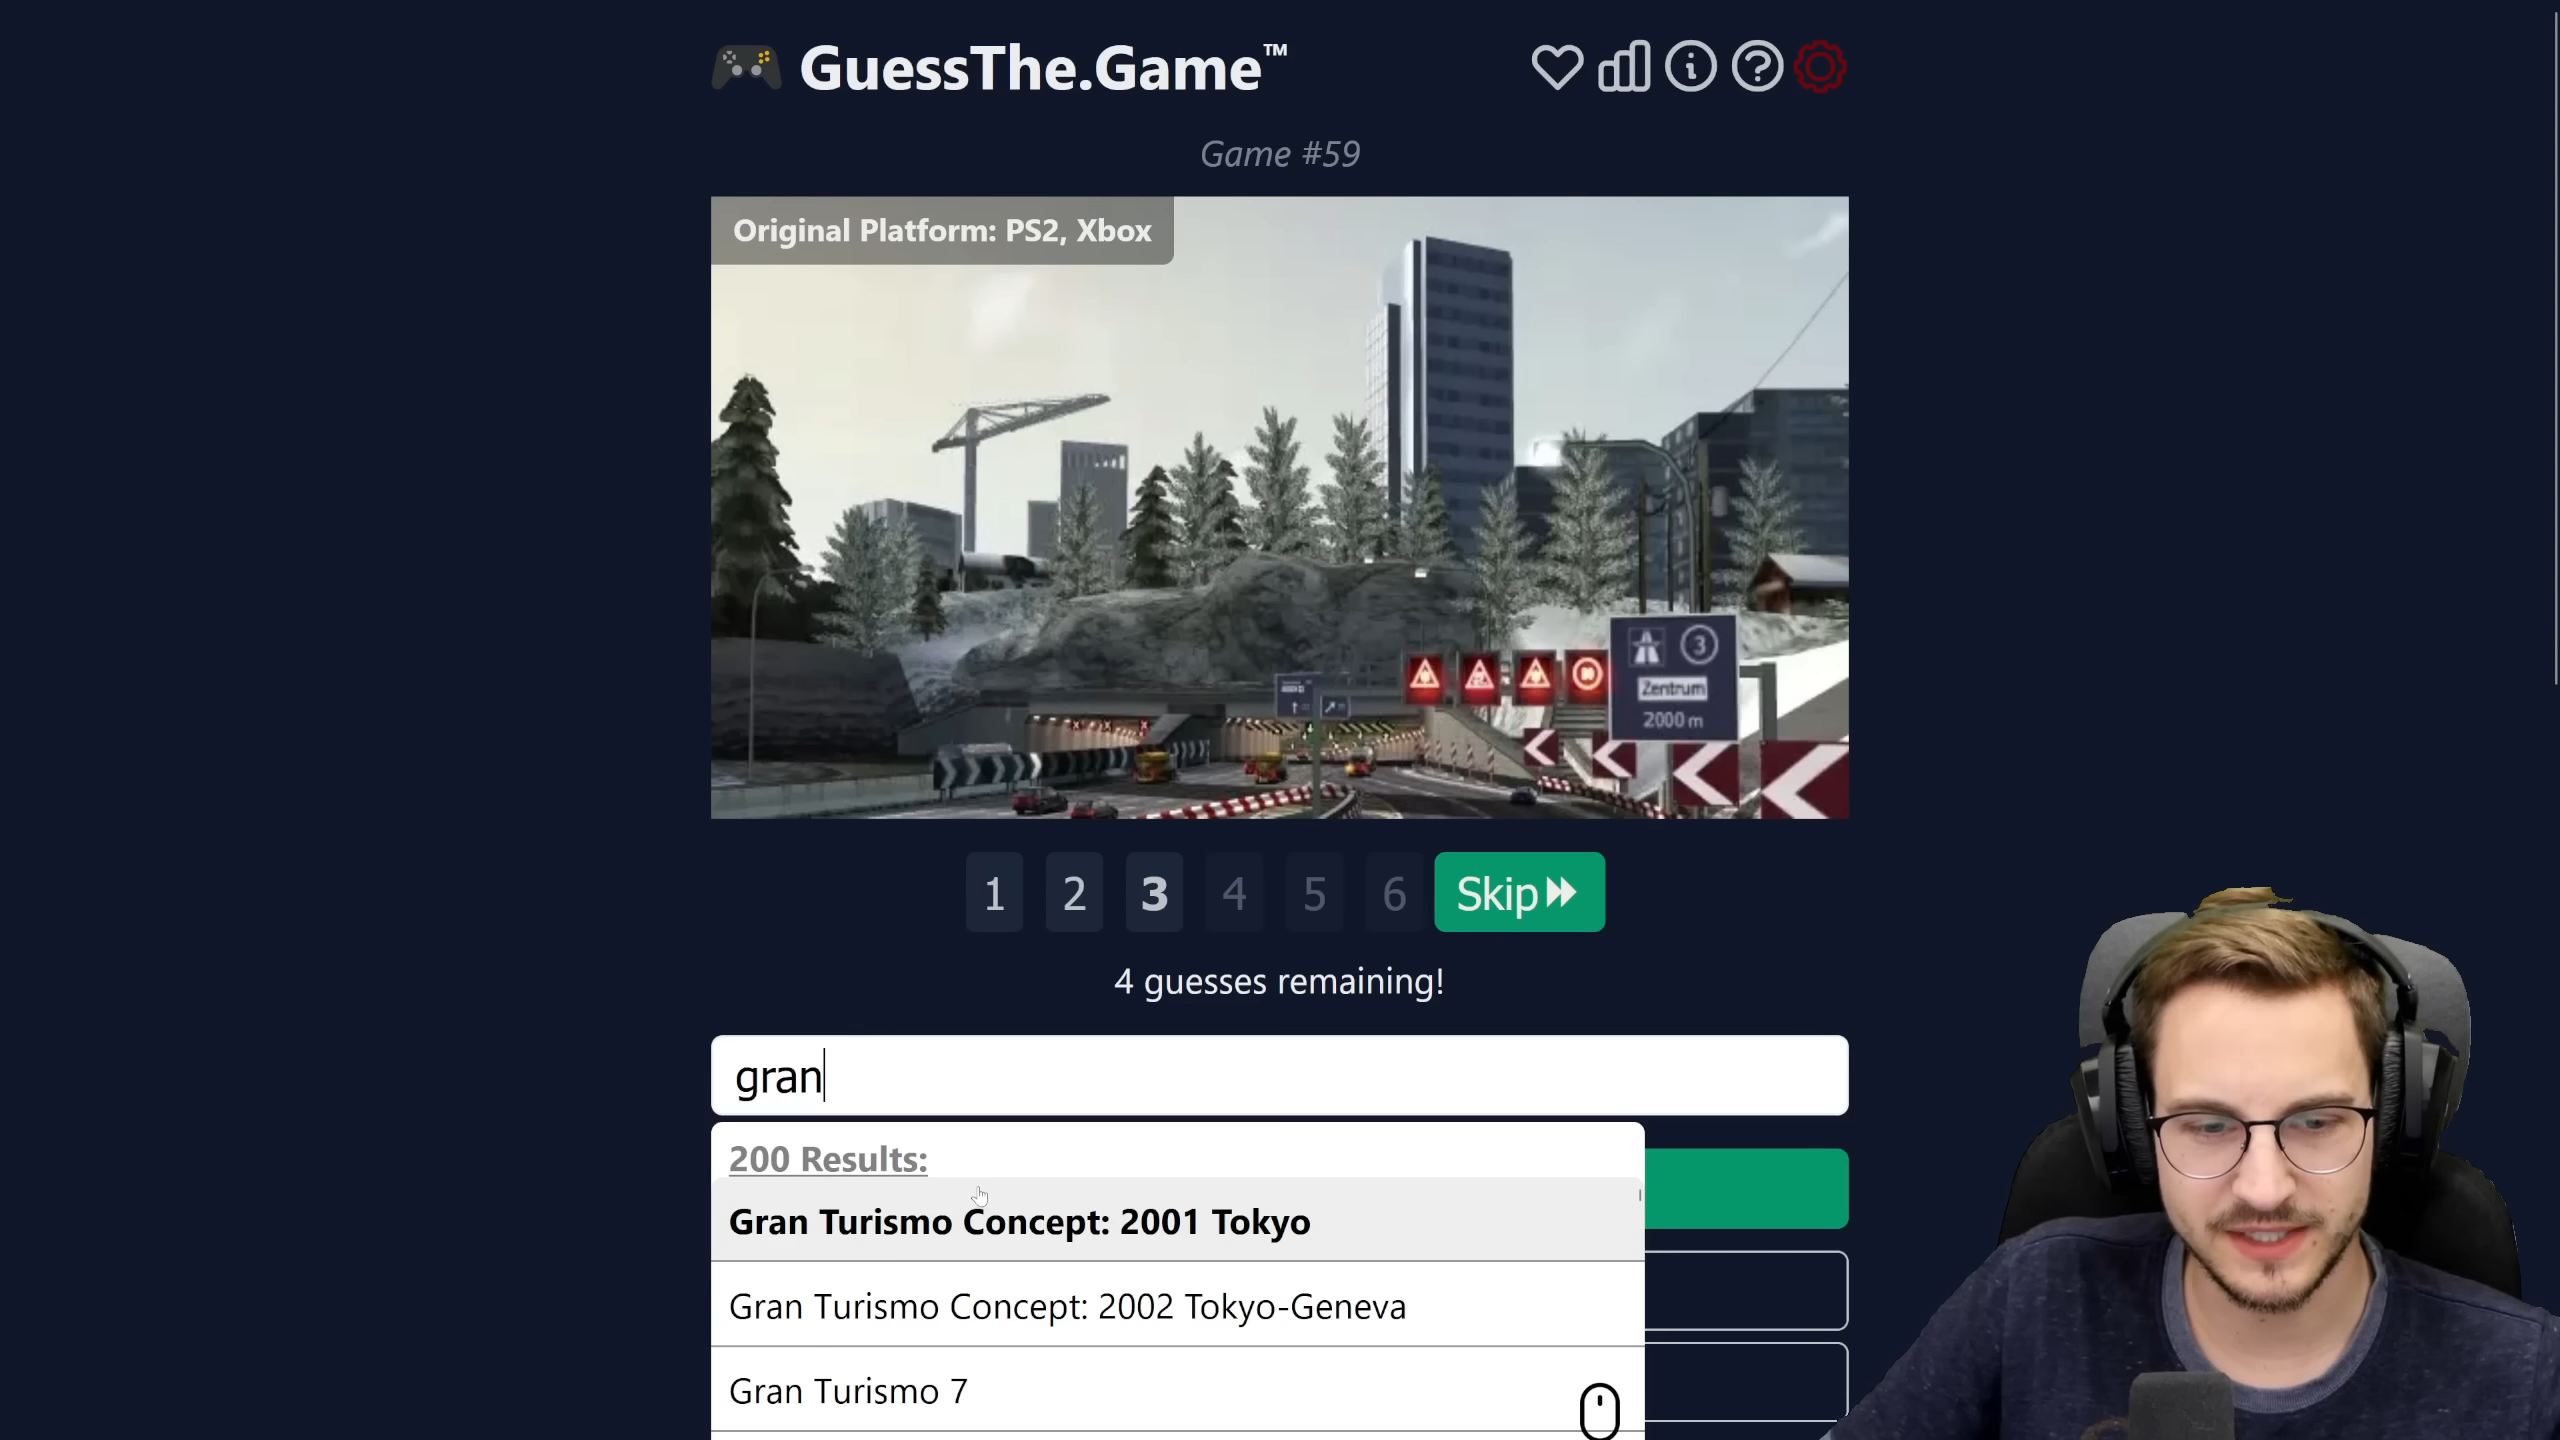 GuessThe.Game™
Game #59
Original Platform: PS2, Xbox
3
Zentrum
2000 m
1 2 3 4 5 6 Skip
4 guesses remaining!
gran
200 Results:
Gran Turismo Concept: 2001 Tokyo
Gran Turismo Concept: 2002 Tokyo-Geneva
Gran Turismo 7